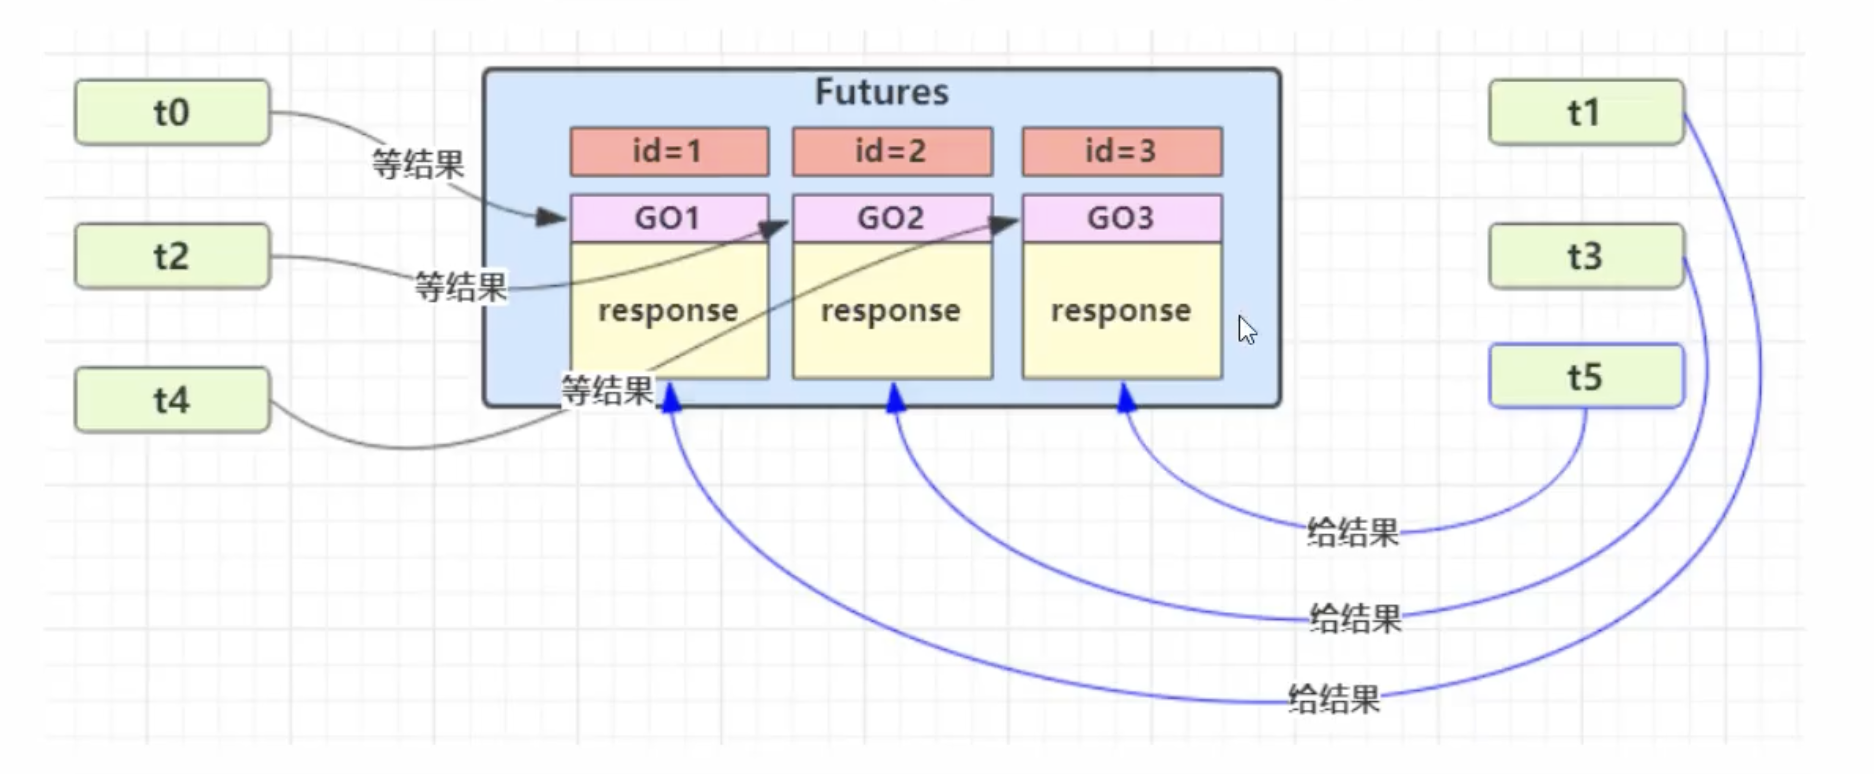 Futures
t0
t1
id=1
id=2
id=3
等结果
GO1
GO2
GO3
t2
t3
等结果
response
response
response
t4
t5
等结果
给结果
给结果
给结果